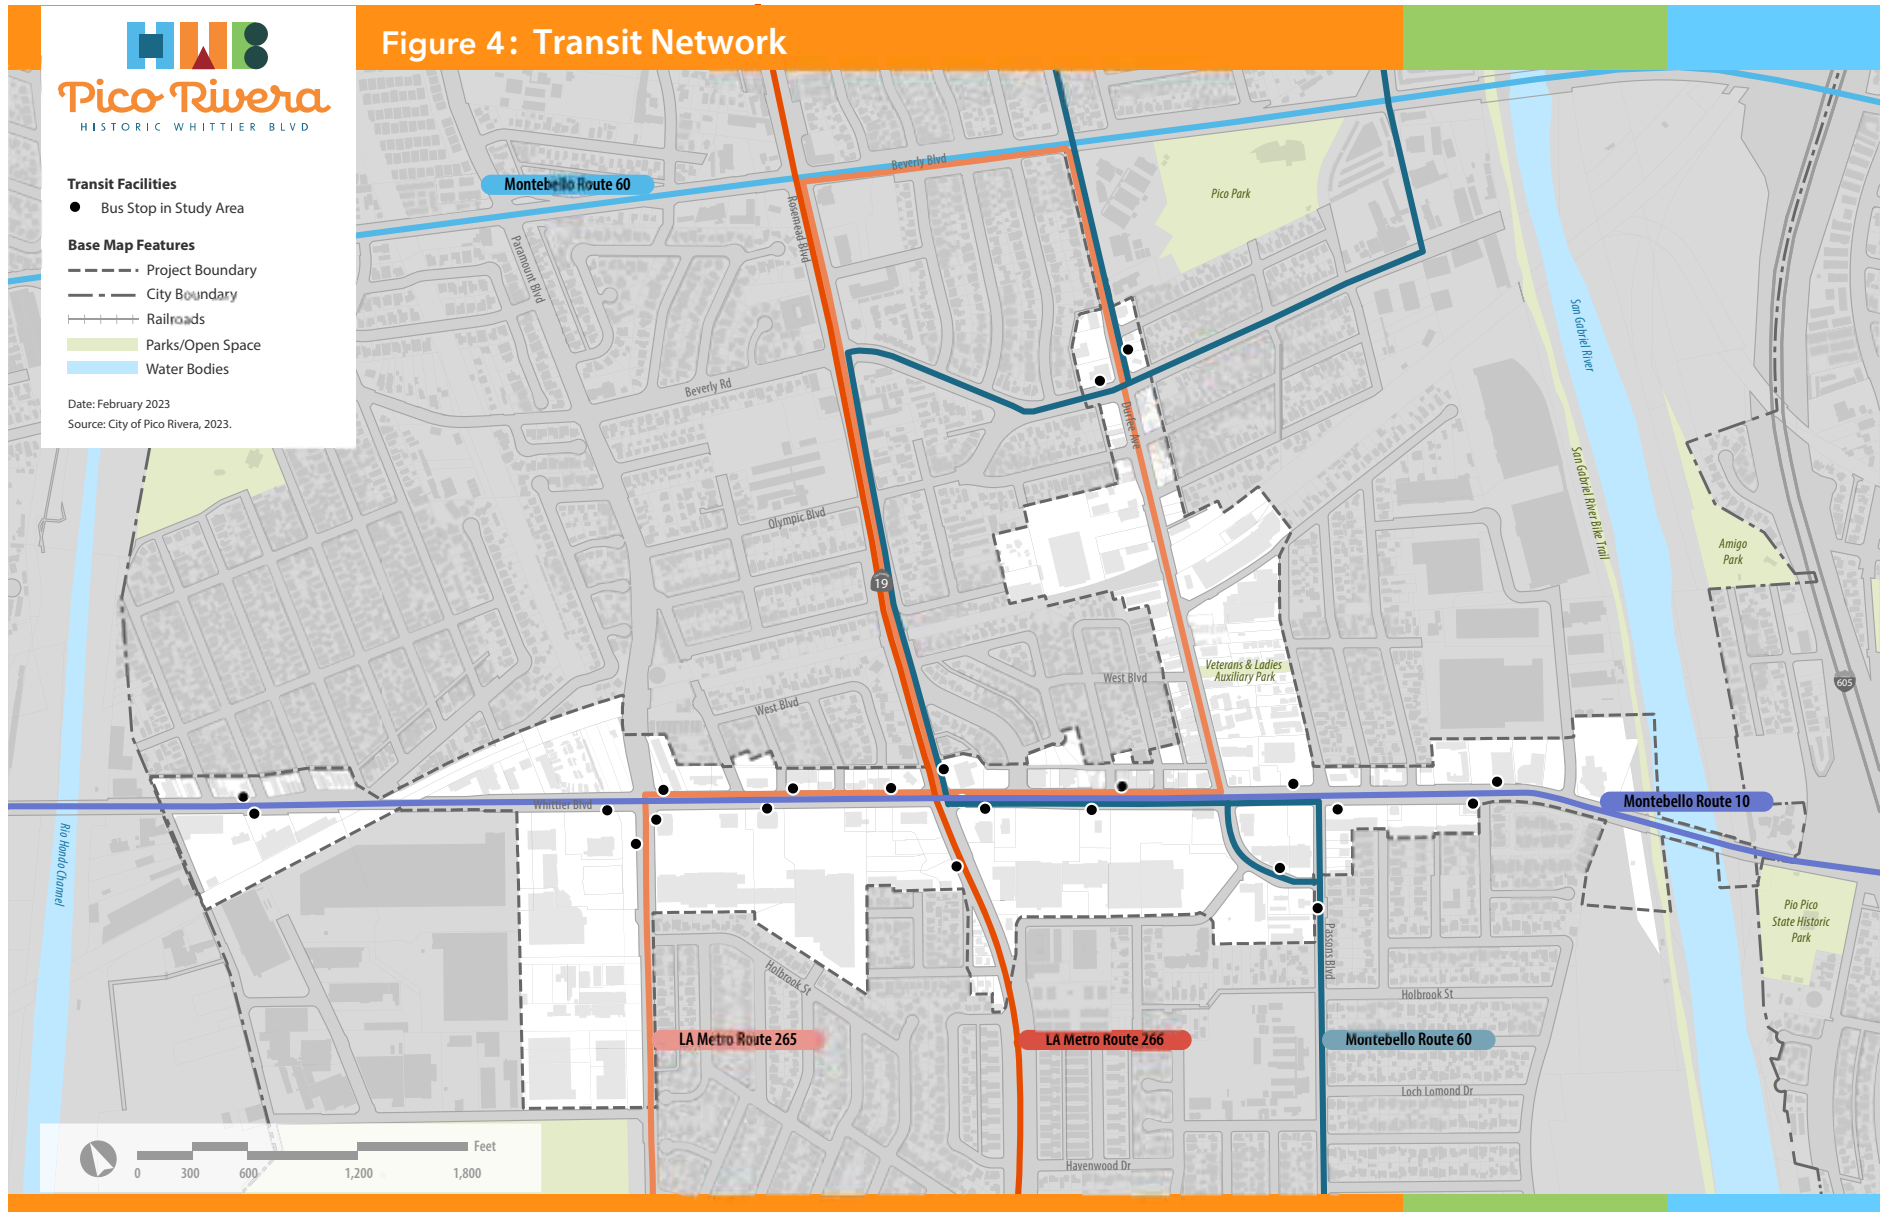 Figure 4: Transit Network
HWB
Pico Rivera
HISTORIC WHITTIER BLVD
Transit Facilities
Bus Stop in Study Area
Base Map Features
Project Boundary
City Boundary
Railroads
Parks/Open Space
Water Bodies
Date: February 2023
Source: City of Pico Rivera, 2023.
Montebello Route 60
Beverly Blvd
Rosemead Blvd
Paramount Blvd
Pico Park
San Gabriel River
Beverly Rd
Durfee Ave
San Gabriel River Bike Trail
Olympic Blvd
Amigo
Park
19
West Blvd
Veterans & Ladies
Auxiliary Park
605
West Blvd
Whittier Blvd
Montebello Route 10
Rio Hondo Channel
Pio Pico
State Historic
Park
Passons Blvd
Holbrook St
Holbrook St
LA Metro Route 265
LA Metro Route 266
Montebello Route 60
Loch Lomond Dr
Havenwood Dr
Feet
0 300 600 1,200 1,800